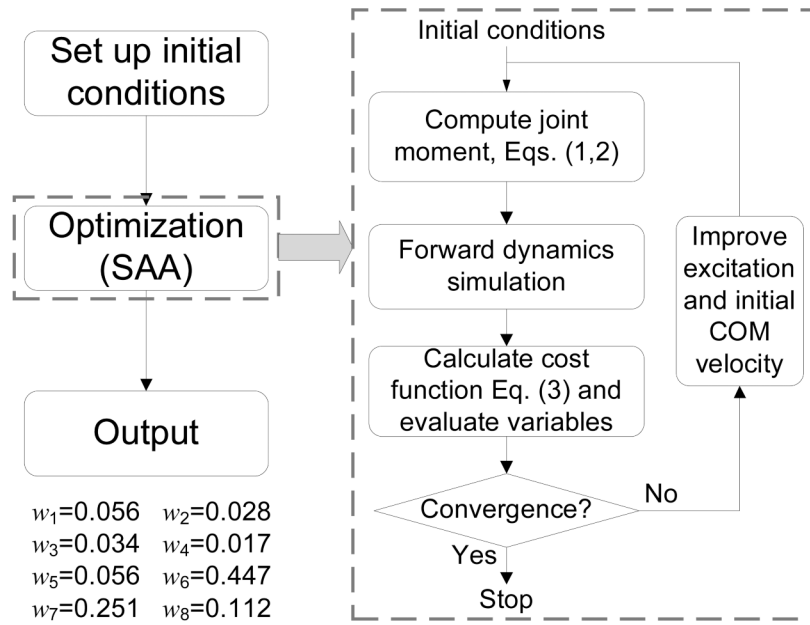 Set up initial
conditions
Optimization
(SAA)
Output
w₁=0.056 w₂=0.028
w₃=0.034 w₄=0.017
w₅=0.056 w₆=0.447
w₇=0.251 w₈=0.112
Initial conditions
Compute joint
moment, Eqs. (1,2)
Forward dynamics
simulation
Calculate cost
function Eq. (3) and
evaluate variables
Convergence?
No
Yes
Stop
Improve
excitation
and initial
COM
velocity